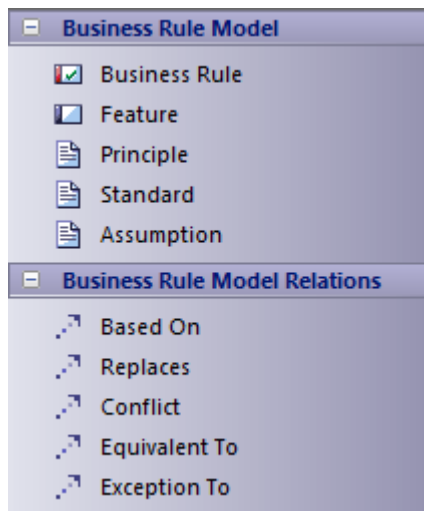 Business Rule Model
Business Rule
Feature
Principle
Standard
Assumption
Business Rule Model Relations
Based On
Replaces
Conflict
Equivalent To
Exception To